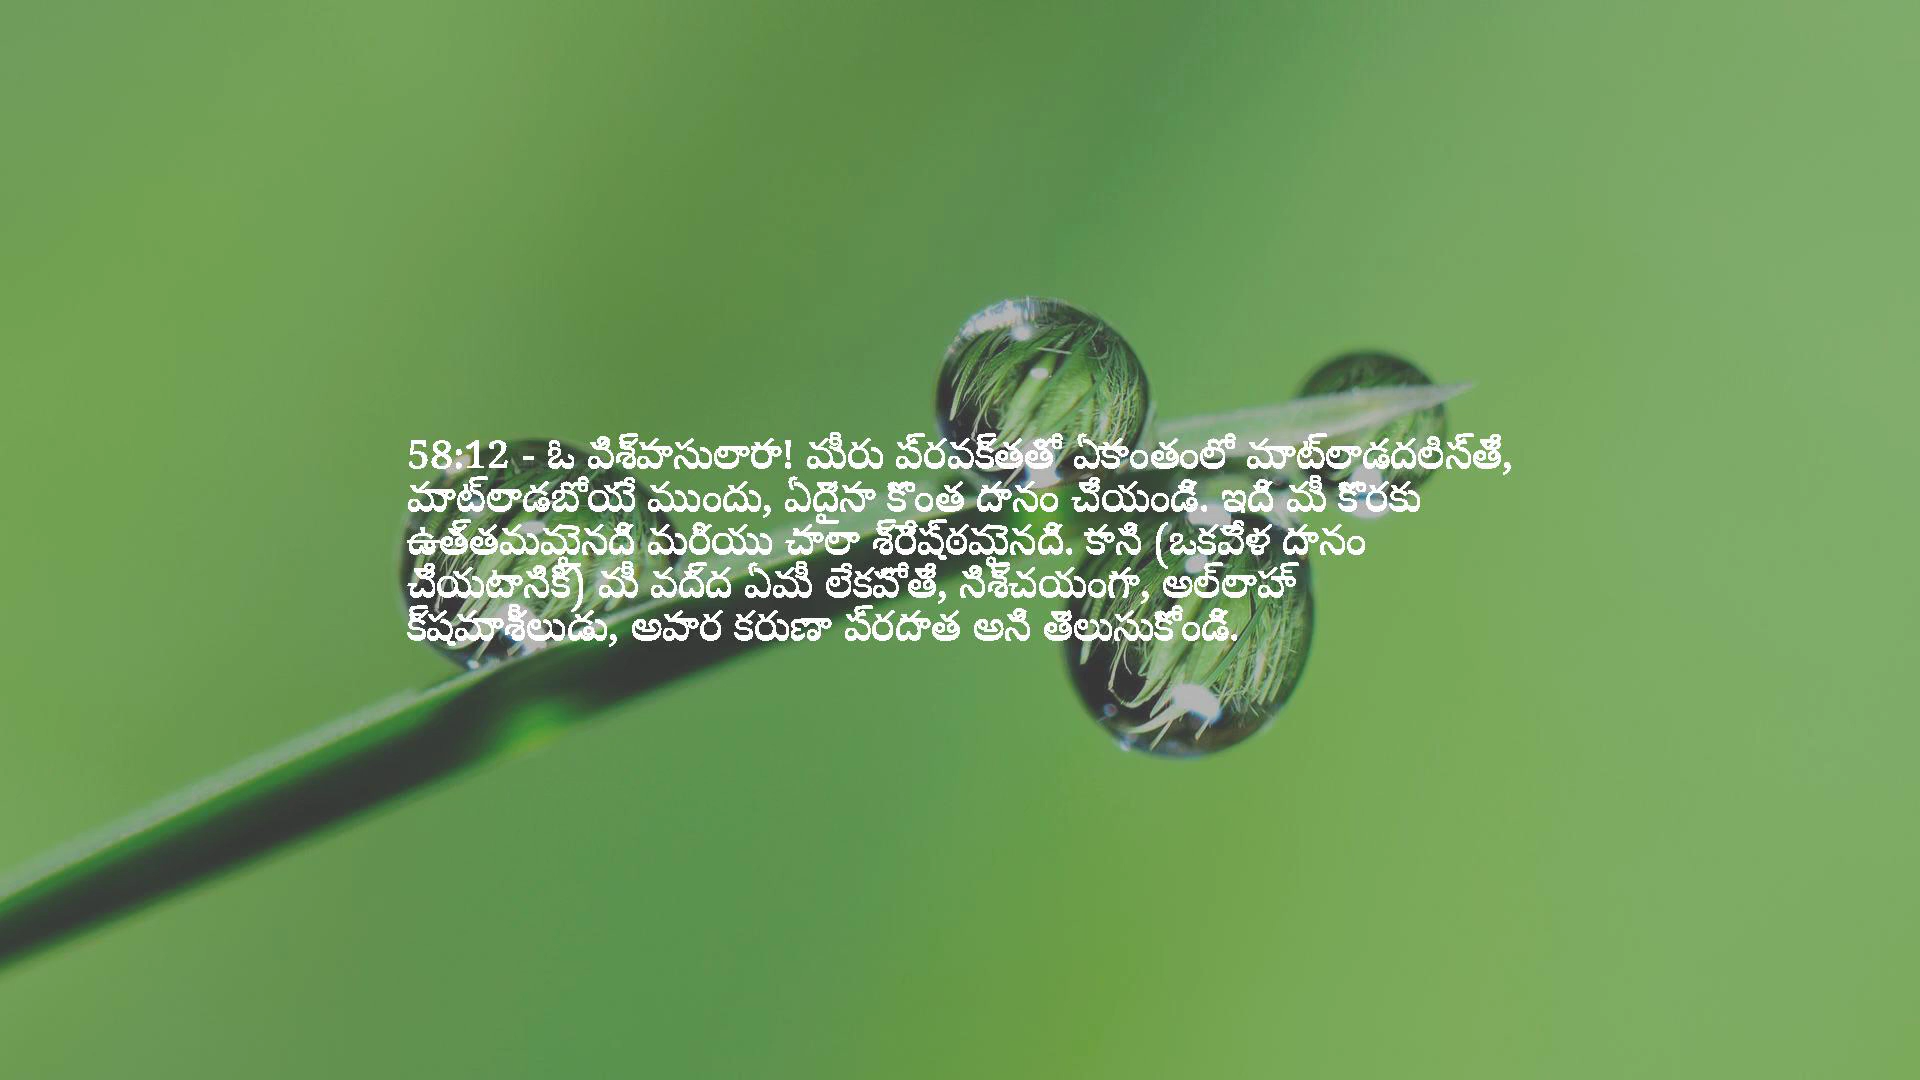 58:12 - ఓ విశ్వాసులారా! మీరు ప్రవక్తతో ఏకాంతంలో మాట్లాడదలిస్తే,
మాట్లాడబోయే ముందు, ఏదైనా కొంత దానం చేయండి. ఇది మీ కొరకు
ఉత్తమమైనది మరియు చాలా శ్రేష్ఠమైనది. కాని (ఒకవేళ దానం
చేయటానికి) మీ వద్ద ఏమీ లేకపోతే, నిశ్చయంగా, అల్లాహ్
క్షమాశీలుడు, అపార కరుణా ప్రదాత అని తెలుసుకోండి.